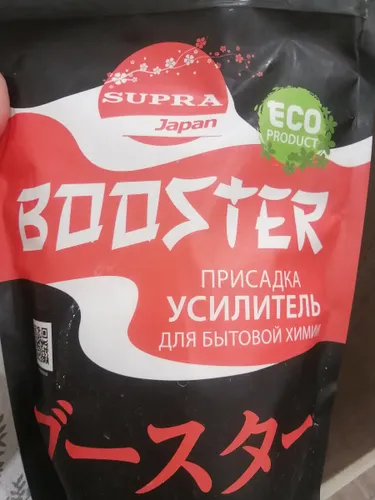 SUPRA
Japan
ECO
PRODUCT
BOOSTER
ПРИСАДКА
УСИЛИТЕЛЬ
ДЛЯ БЫТОВОЙ ХИМИИ
ブースター